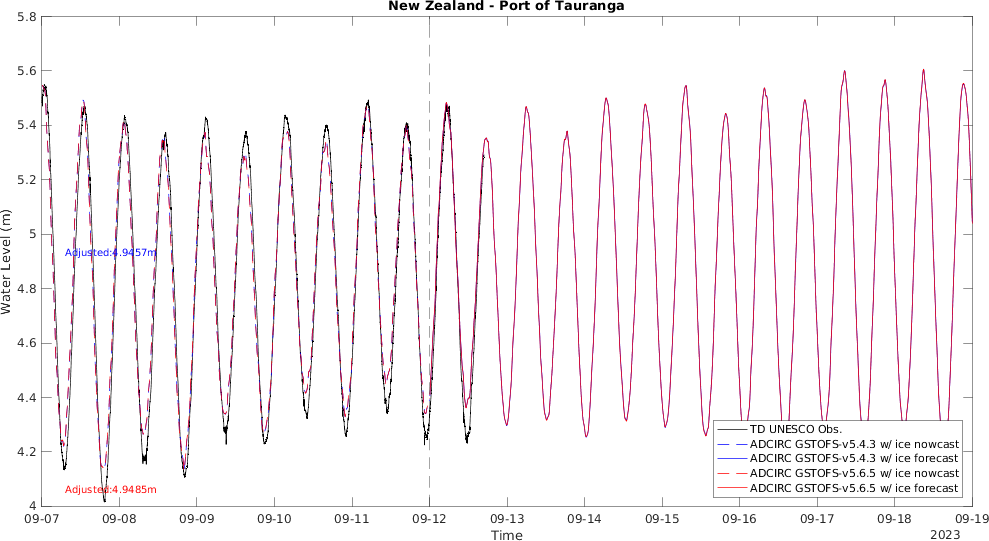 New Zealand - Port of Tauranga
Water Level (m)
5.8
5.6
5.4
5.2
5
4.8
4.6
4.4
4.2
4
Adjusted:4.9457m
Adjusted:4.9485m
TD UNESCO Obs.
ADCIRC GSTOFS-v5.4.3 w/ ice nowcast
ADCIRC GSTOFS-v5.4.3 w/ ice forecast
ADCIRC GSTOFS-v5.6.5 w/ ice nowcast
ADCIRC GSTOFS-v5.6.5 w/ ice forecast
09-07 09-08 09-09 09-10 09-11 09-12 09-13 09-14 09-15 09-16 09-17 09-18 09-19
Time
2023